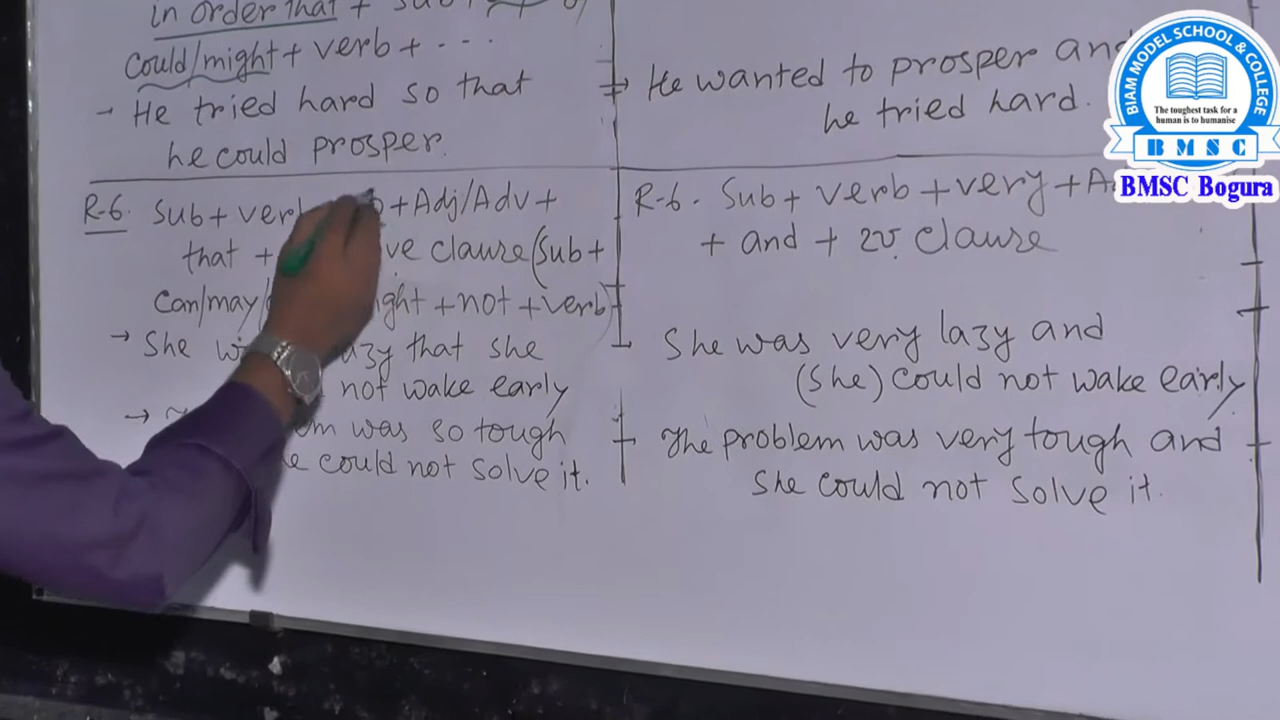 in order that +
could/might + verb + ...
- He tried hard so that
he could prosper.
R-6. Sub + verb + Adj/Adv +
that + ve clause (Sub +
Can/may/ + not + verb)
→ She lazy that she
not wake early
→ was so tough
he could not solve it.
⇒ He wanted to prosper and
he tried hard.
R-6. Sub + verb + very +
+ and + 2v. Clause
She was very lazy and
(She) could not wake early
The problem was very tough and
She could not solve it.
BIAM MODEL SCHOOL & COLLEGE
The toughest task for a
human is to humanise
BMSC
BMSC Bogura